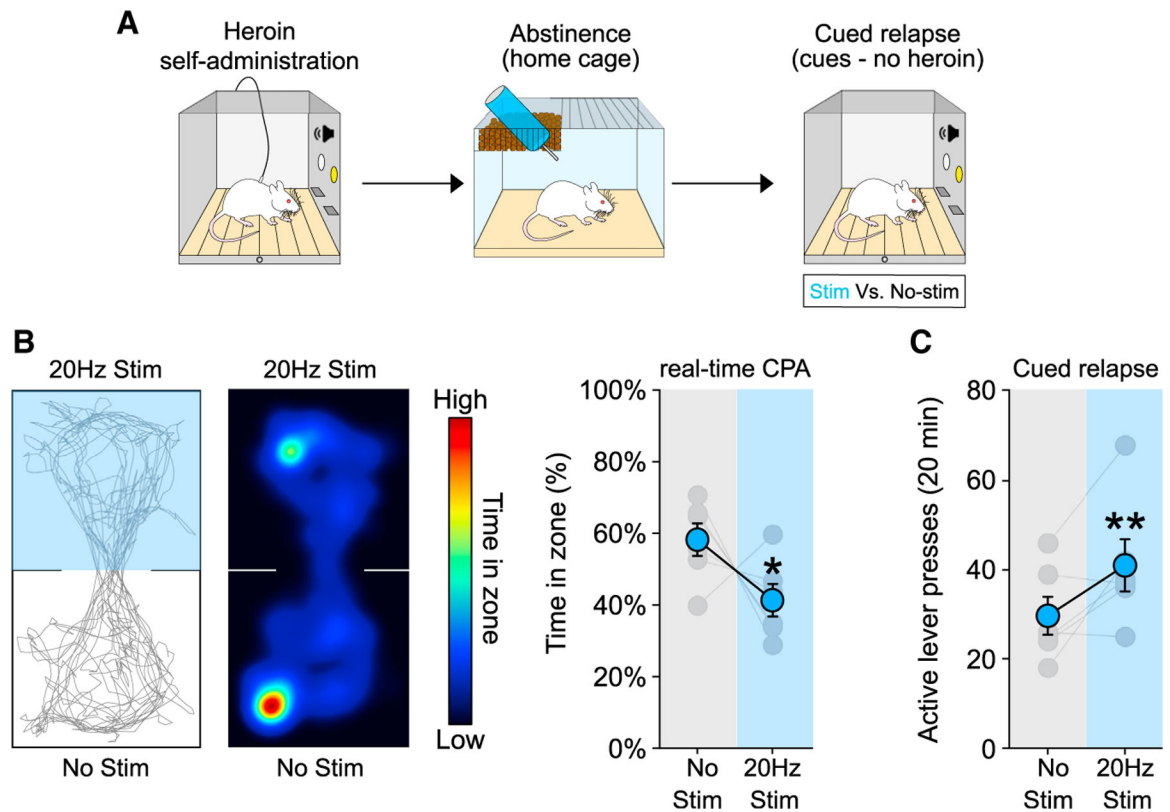 A
Heroin
self-administration
Abstinence
(home cage)
Cued relapse
(cues - no heroin)
Stim Vs. No-stim
B
20Hz Stim
No Stim
20Hz Stim
No Stim
High
Time in zone
Low
real-time CPA
Time in zone (%)
100%
80%
60%
40%
20%
0%
*
No
Stim
20Hz
Stim
C
Cued relapse
Active lever presses (20 min)
80
60
40
20
0
**
No
Stim
20Hz
Stim